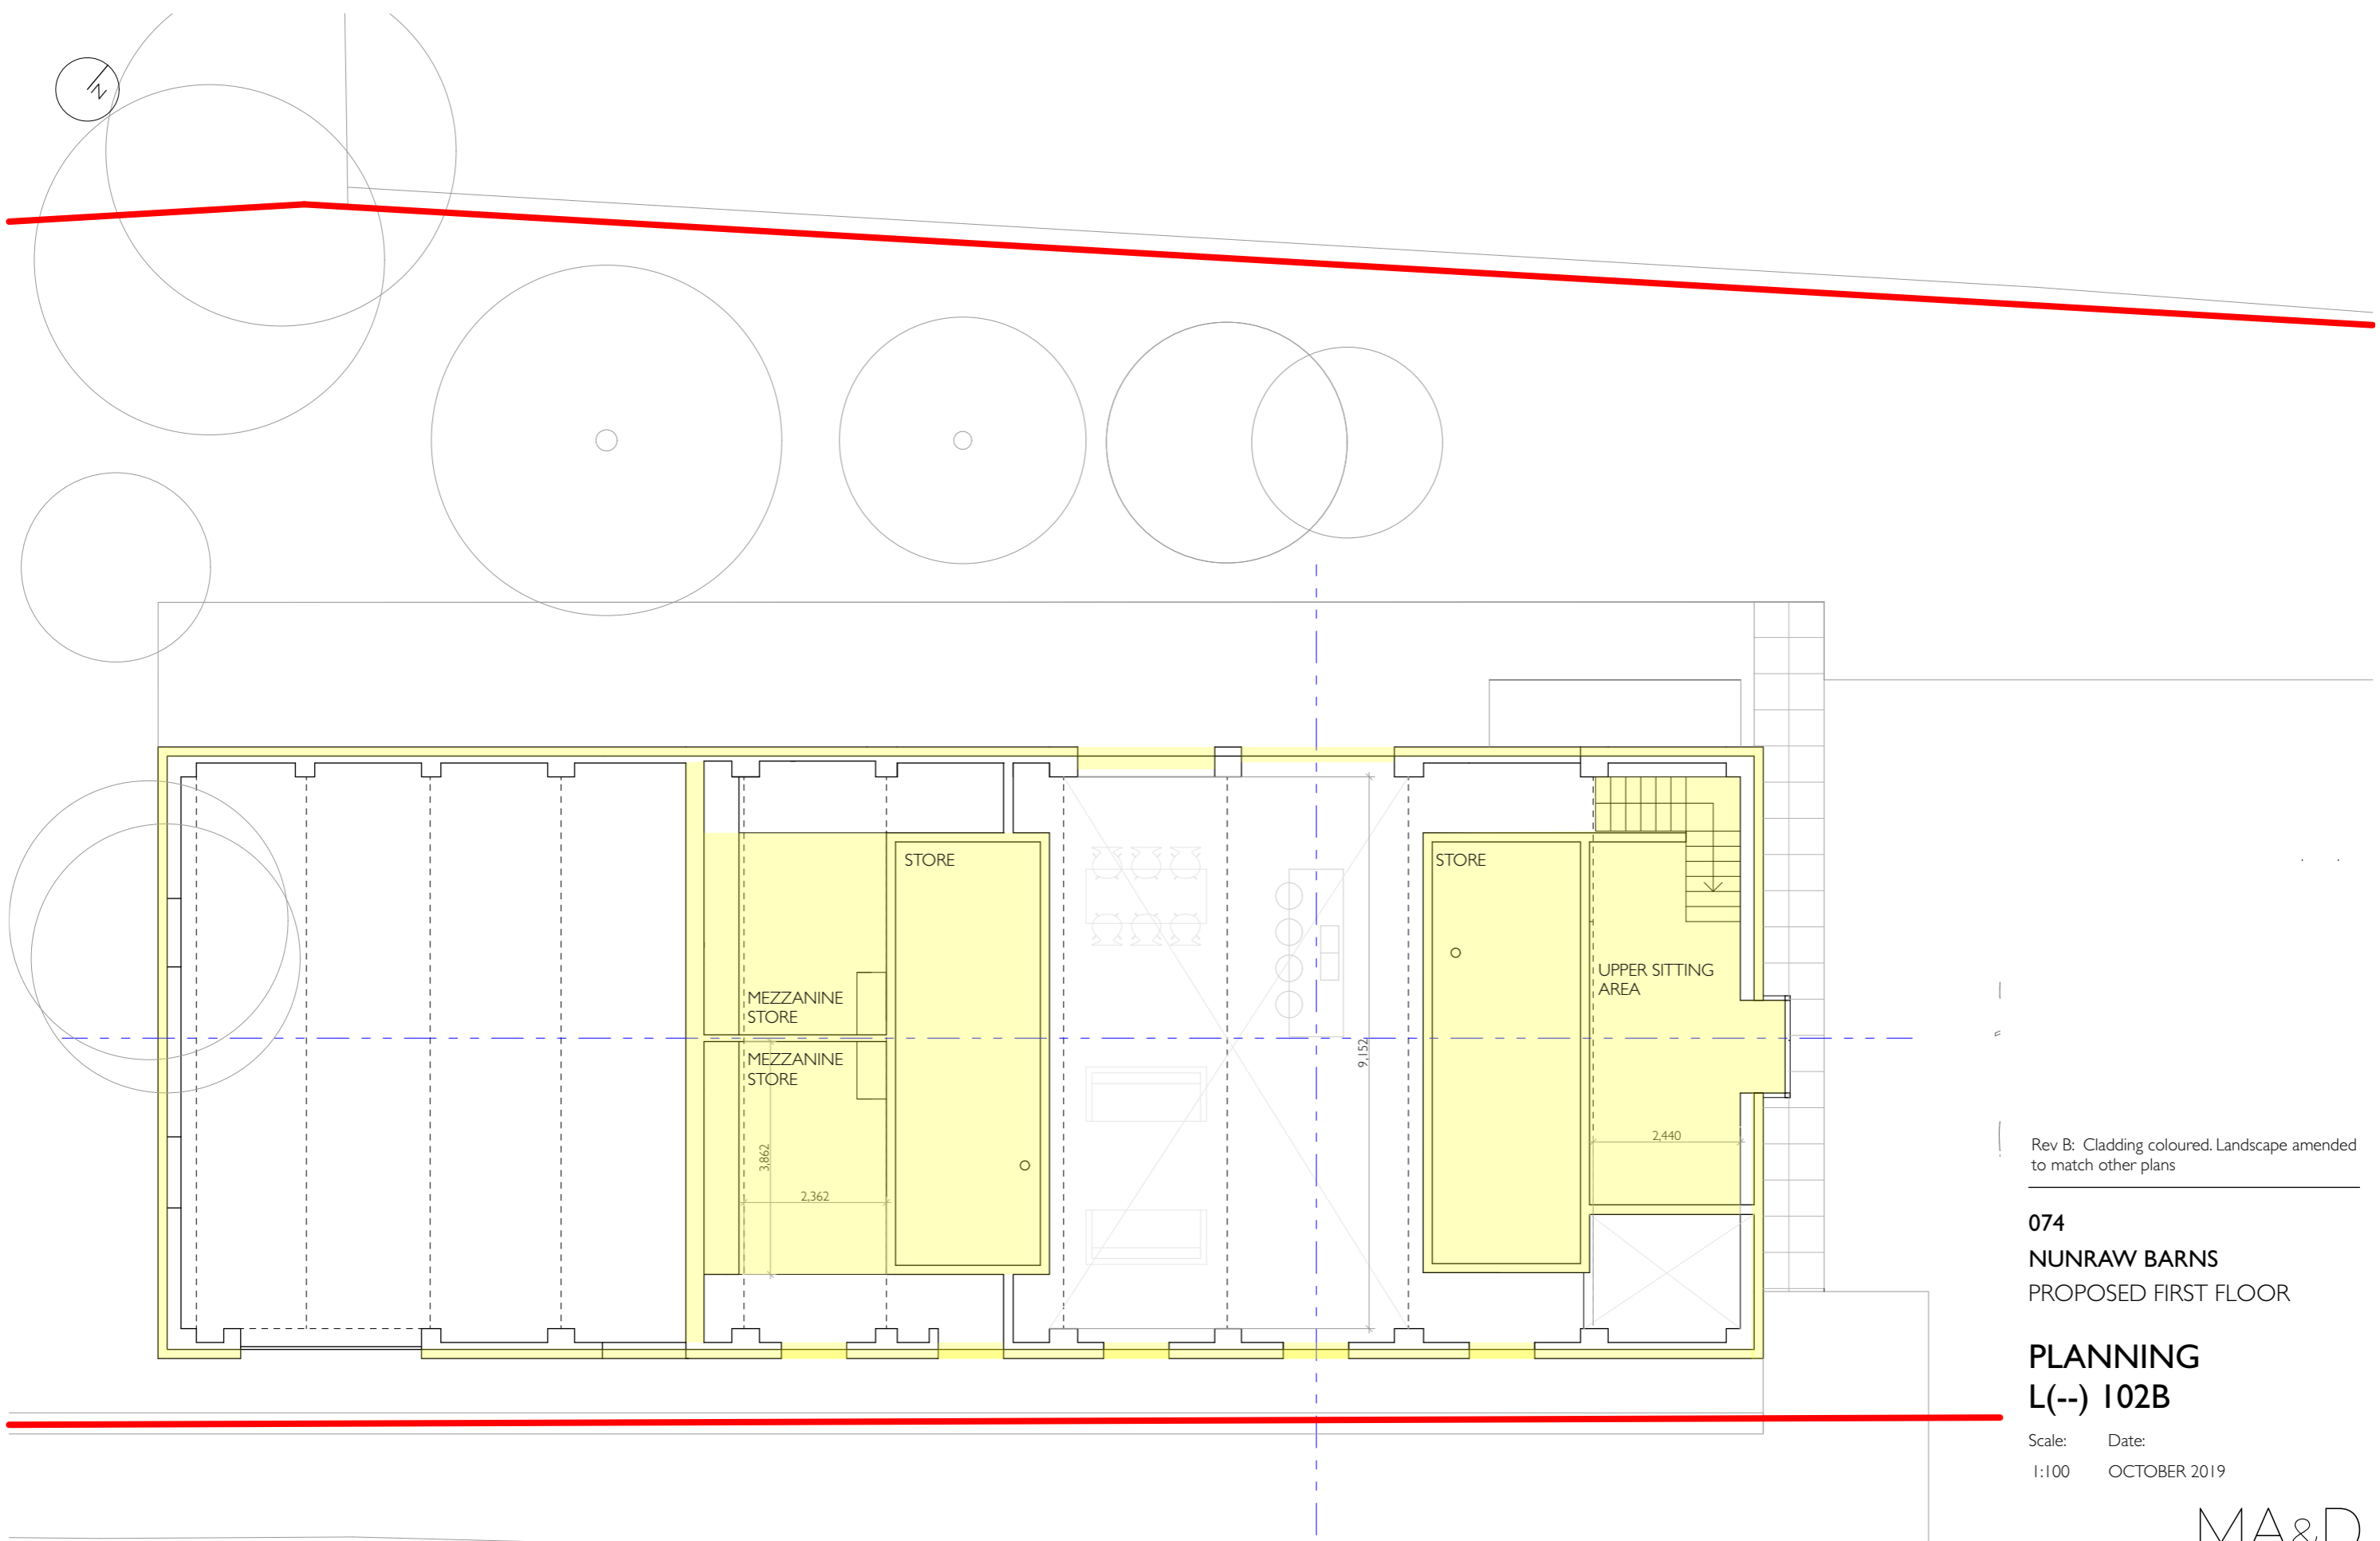 N
STORE
STORE
MEZZANINE
STORE
UPPER SITTING
AREA
MEZZANINE
STORE
9,152
3,862
2,362
2,440
Rev B: Cladding coloured. Landscape amended
to match other plans
074
NUNRAW BARNS
PROPOSED FIRST FLOOR
PLANNING
L(--) 102B
Scale: Date:
1:100 OCTOBER 2019
MA&D